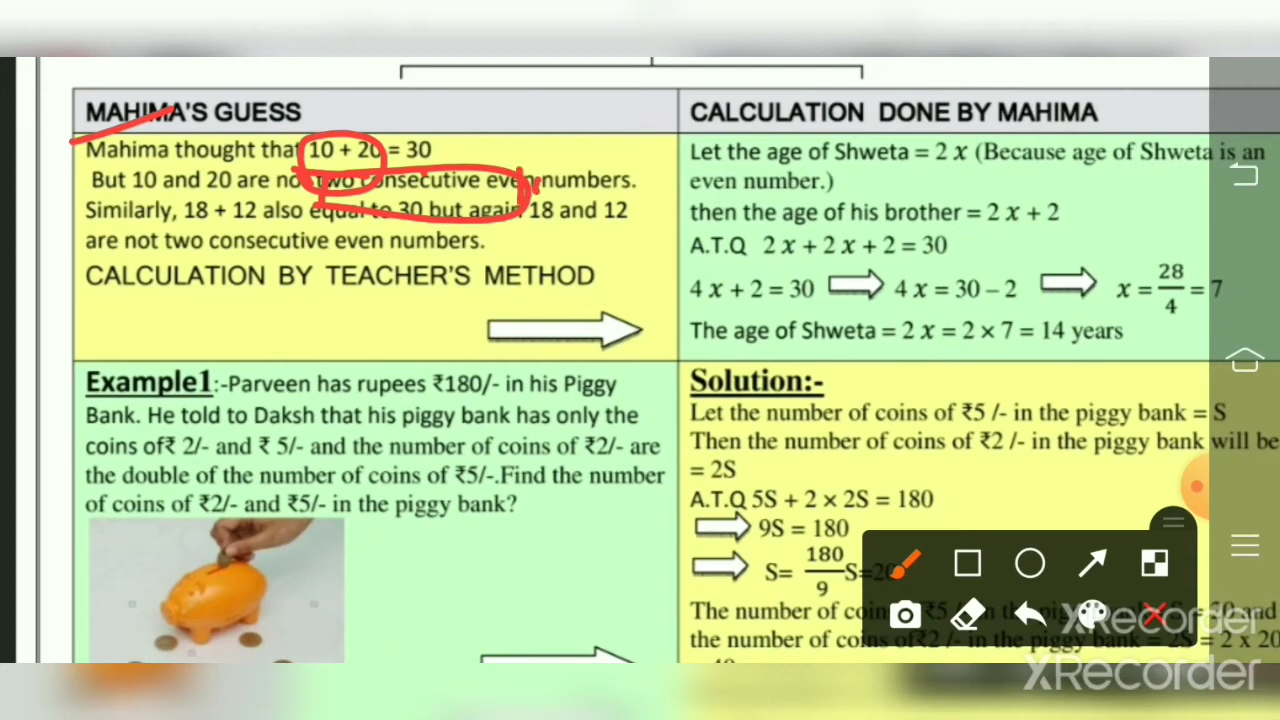 MAHIMA'S GUESS
Mahima thought that 10 + 20 = 30
But 10 and 20 are not two consecutive even numbers.
Similarly, 18 + 12 also equal to 30 but again 18 and 12
are not two consecutive even numbers.
CALCULATION BY TEACHER'S METHOD
CALCULATION DONE BY MAHIMA
Let the age of Shweta = 2 x (Because age of Shweta is an
even number.)
then the age of his brother = 2 x + 2
A.T.Q 2 x + 2 x + 2 = 30
4 x + 2 = 30 4 x = 30 – 2 x = 28/4 = 7
The age of Shweta = 2 x = 2 × 7 = 14 years
Example1:-Parveen has rupees ₹180/- in his Piggy
Bank. He told to Daksh that his piggy bank has only the
coins of₹ 2/- and ₹ 5/- and the number of coins of ₹2/- are
the double of the number of coins of ₹5/-.Find the number
of coins of ₹2/- and ₹5/- in the piggy bank?
Solution:-
Let the number of coins of ₹5 /- in the piggy bank = S
Then the number of coins of ₹2 /- in the piggy bank will be
= 2S
A.T.Q 5S + 2 × 2S = 180
9S = 180
S= 180/9 S=20
The number of coins ₹5 in the piggy = 50 and
the number of coins of₹2 /- in the piggy bank = 2S = 2 x 20
XRecorder
XRecorder